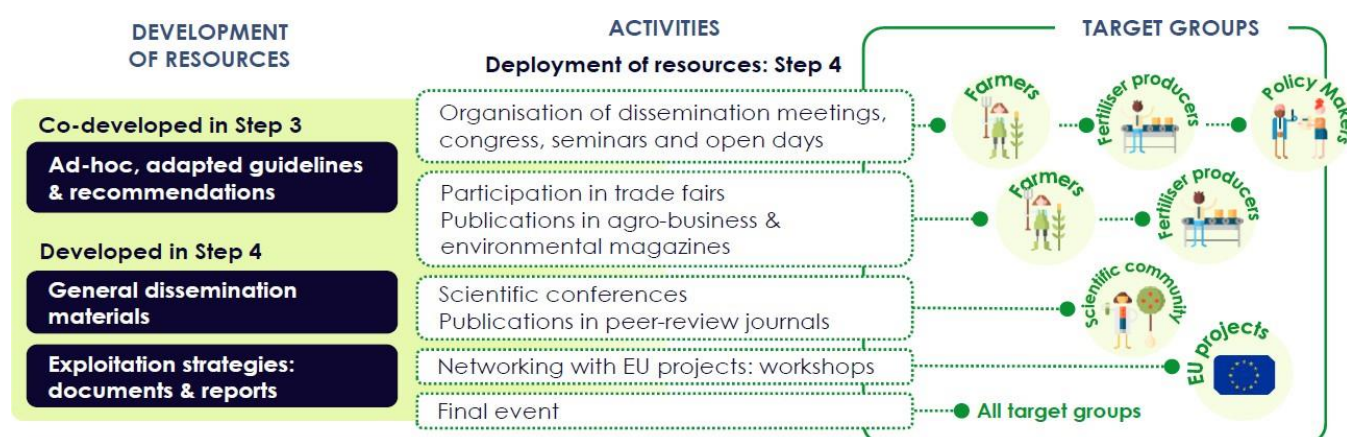 DEVELOPMENT
OF RESOURCES
Co-developed in Step 3
Ad-hoc, adapted guidelines
& recommendations
Developed in Step 4
General dissemination
materials
Exploitation strategies:
documents & reports
ACTIVITIES
Deployment of resources: Step 4
Organisation of dissemination meetings,
congress, seminars and open days
Participation in trade fairs
Publications in agro-business &
environmental magazines
Scientific conferences
Publications in peer-review journals
Networking with EU projects: workshops
Final event
TARGET GROUPS
Farmers
Fertiliser producers
Policy Makers
Farmers
Fertiliser producers
Scientific community
EU projects
All target groups